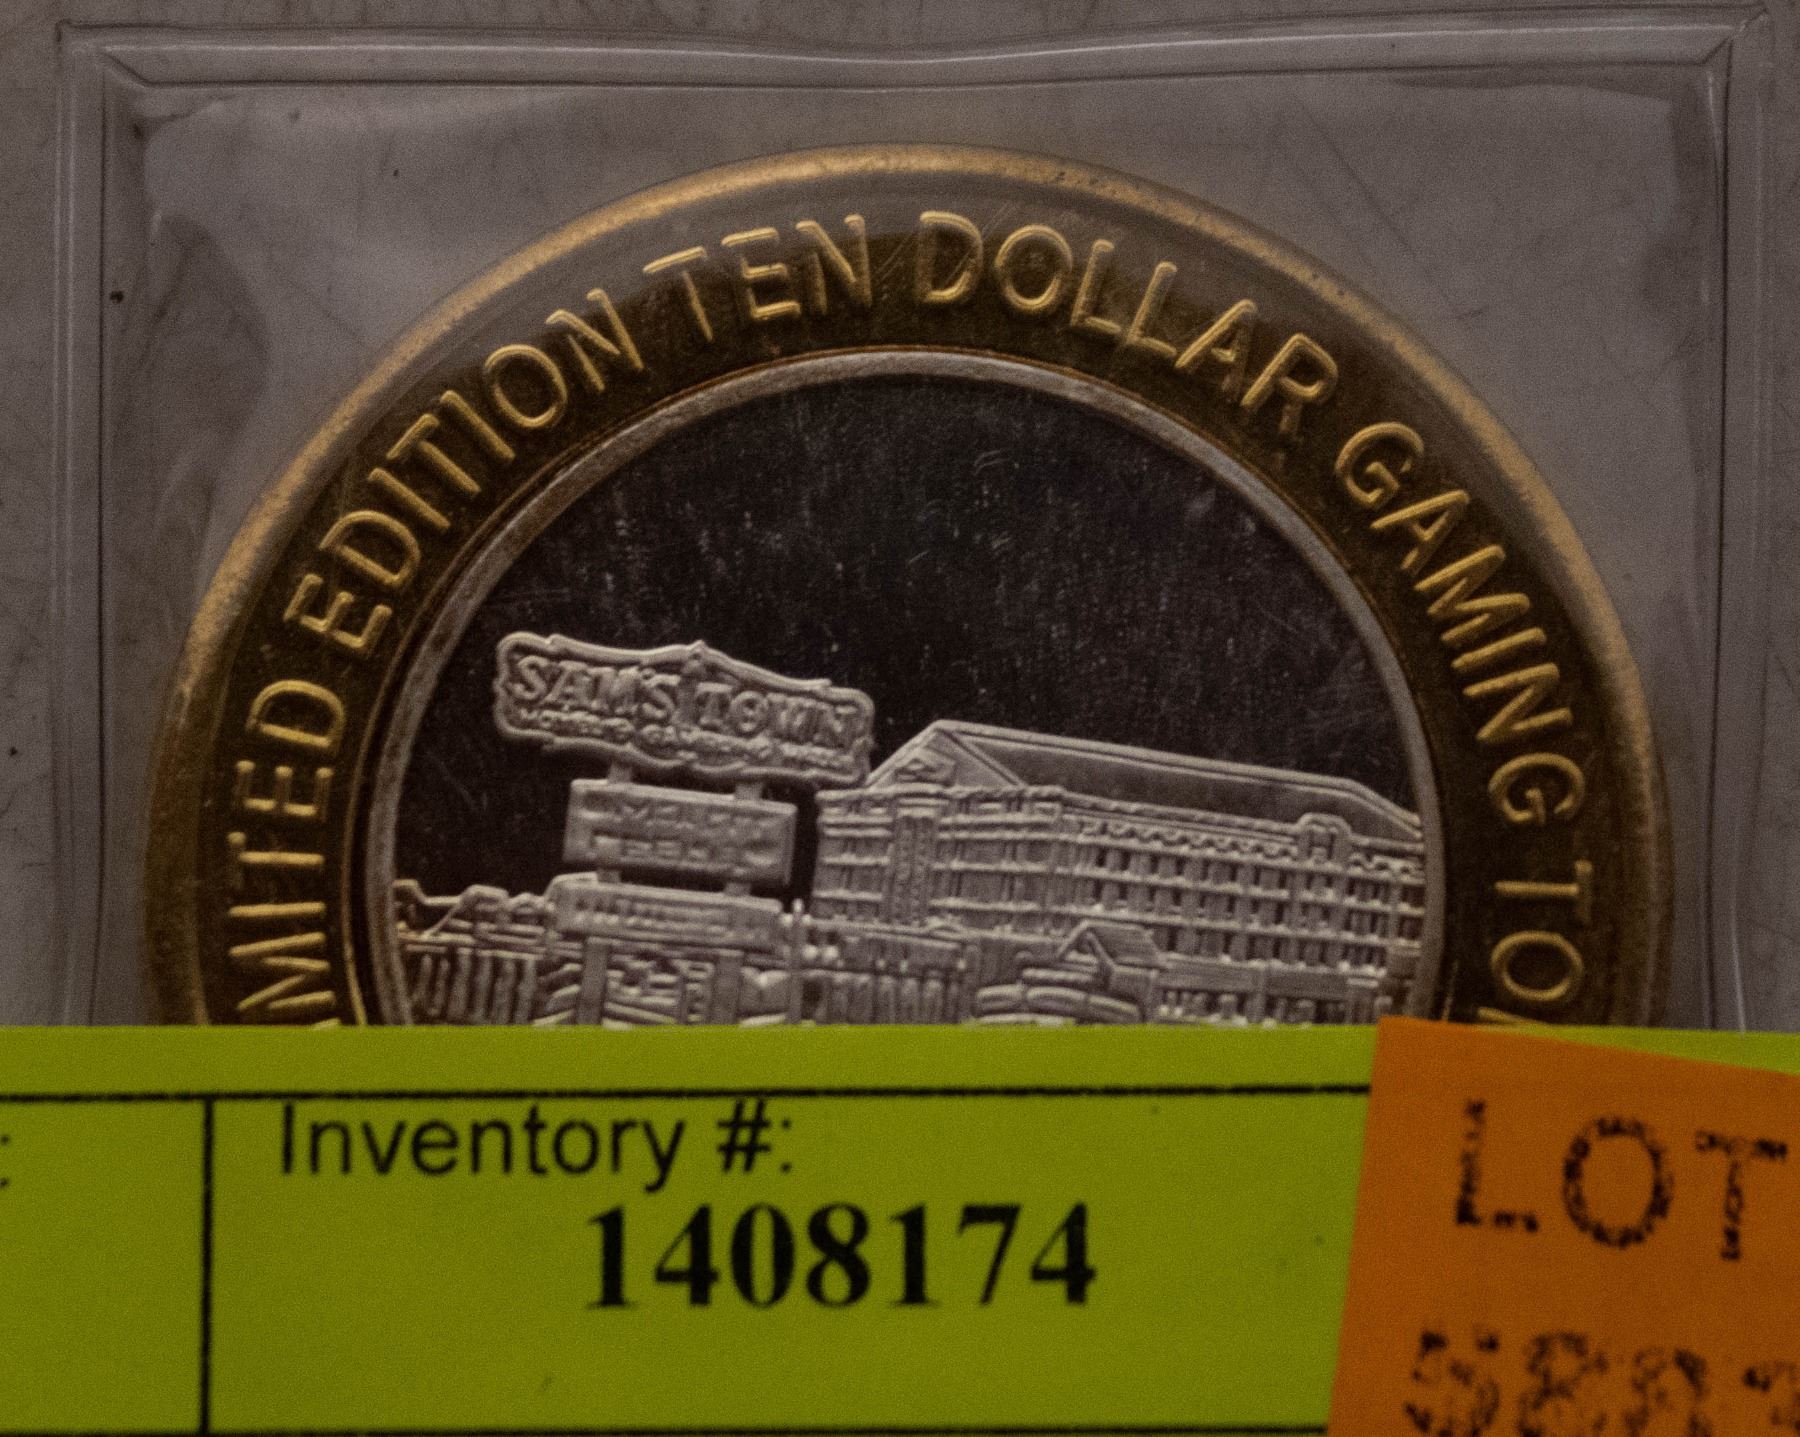 MITED EDITION TEN DOLLAR GAMING TO
SAM'S TOWN
Inventory #:
1408174
LOT